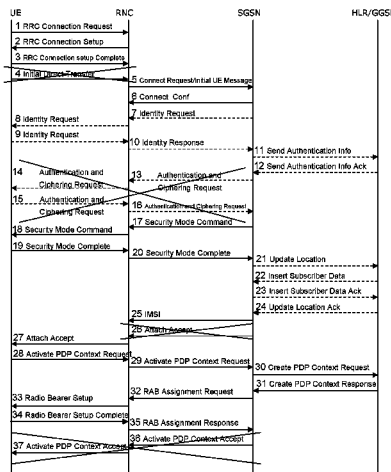 UE RNC SGSN HLR/GGSN
1 RRC Connection Request
2 RRC Connection Setup
3 RRC Connection setup Complete
4 Initial Direct Transfer
5 Connect Request/Initial UE Message
6 Connect Conf
7 Identity Request
8 Identity Request
9 Identity Request
10 Identity Response
11 Send Authentication Info
12 Send Authentication Info Ack
13 Authentication and
Ciphering Request
14 Authentication and
Ciphering Request
15 Authentication and
Ciphering Request
16 Authentication and Ciphering Request
17 Security Mode Command
18 Security Mode Command
19 Security Mode Complete
20 Security Mode Complete
21 Update Location
22 Insert Subscriber Data
23 Insert Subscriber Data Ack
24 Update Location Ack
25 IMSI
26 Attach Accept
27 Attach Accept
28 Activate PDP Context Request
29 Activate PDP Context Request
30 Create PDP Context Request
31 Create PDP Context Response
32 RAB Assignment Request
33 Radio Bearer Setup
34 Radio Bearer Setup Complete
35 RAB Assignment Response
36 Activate PDP Context Accept
37 Activate PDP Context Accept